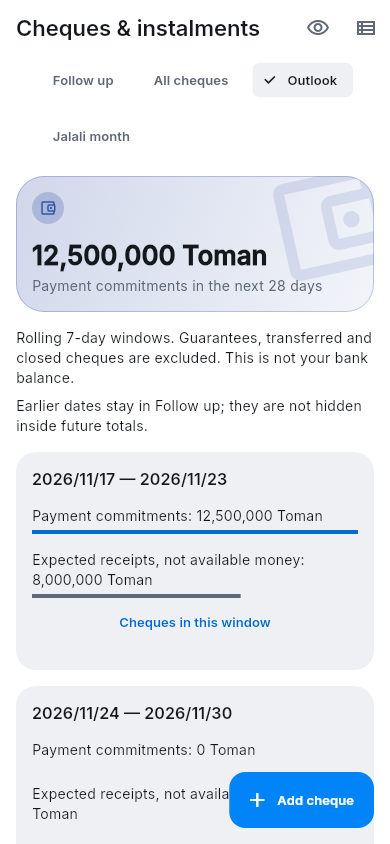 Cheques & instalments
Follow up
All cheques
Outlook
Jalali month
12,500,000 Toman
Payment commitments in the next 28 days
Rolling 7-day windows. Guarantees, transferred and
closed cheques are excluded. This is not your bank
balance.
Earlier dates stay in Follow up; they are not hidden
inside future totals.
2026/11/17 — 2026/11/23
Payment commitments: 12,500,000 Toman
Expected receipts, not available money:
8,000,000 Toman
Cheques in this window
2026/11/24 — 2026/11/30
Payment commitments: 0 Toman
Expected receipts, not
Toman
Add cheque